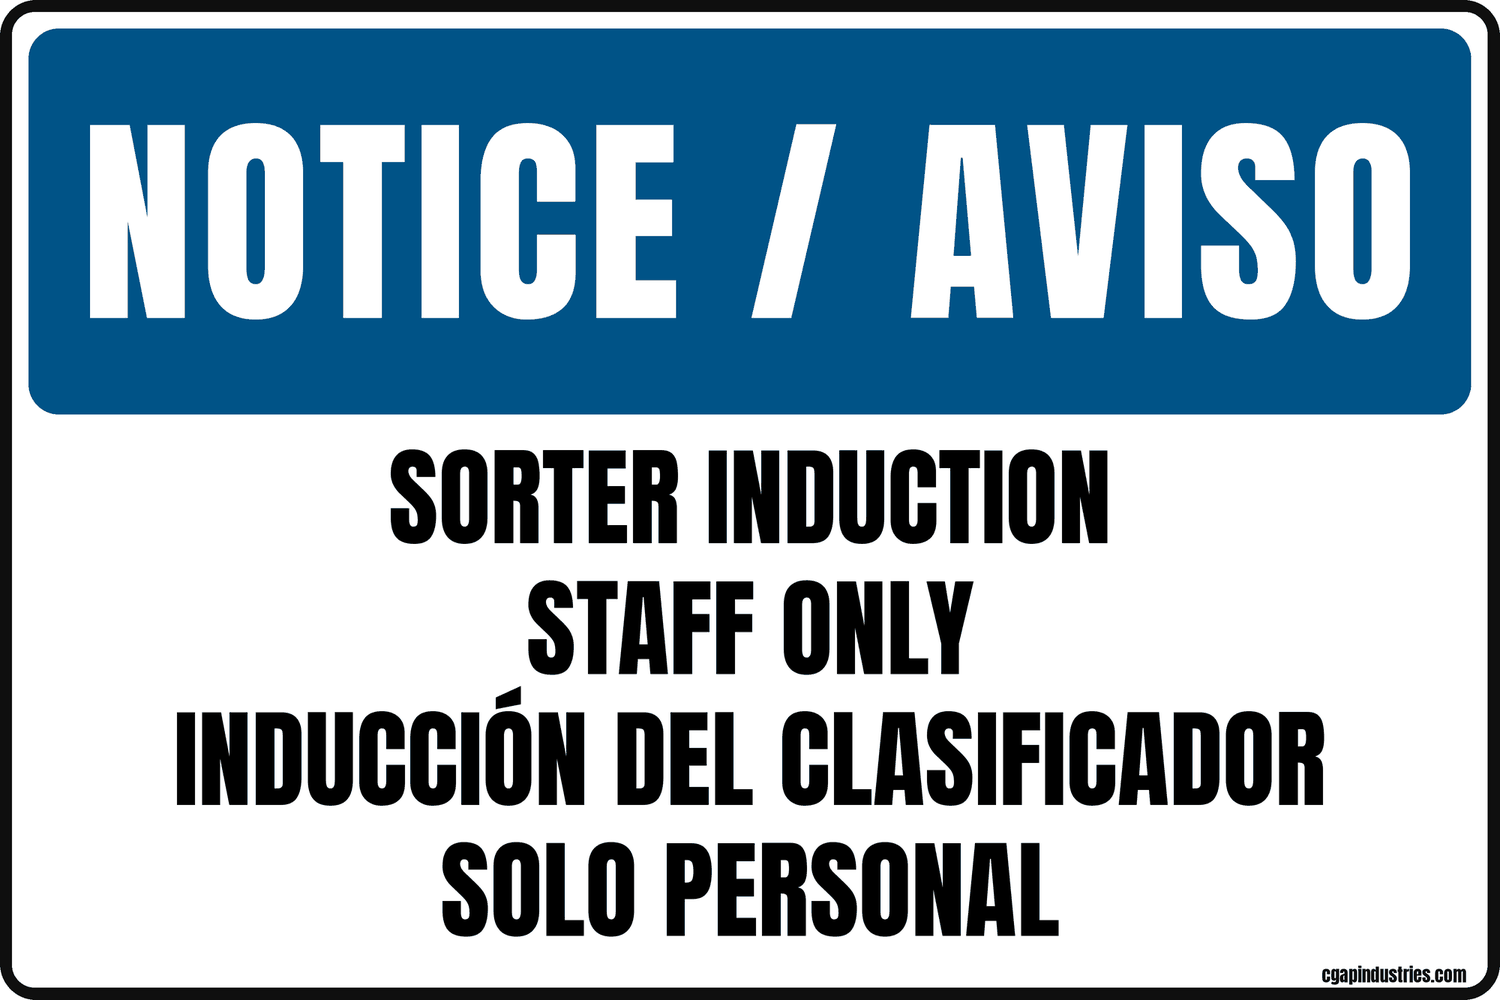 NOTICE / AVISO
SORTER INDUCTION
STAFF ONLY
INDUCCIÓN DEL CLASIFICADOR
SOLO PERSONAL
cgapindustries.com